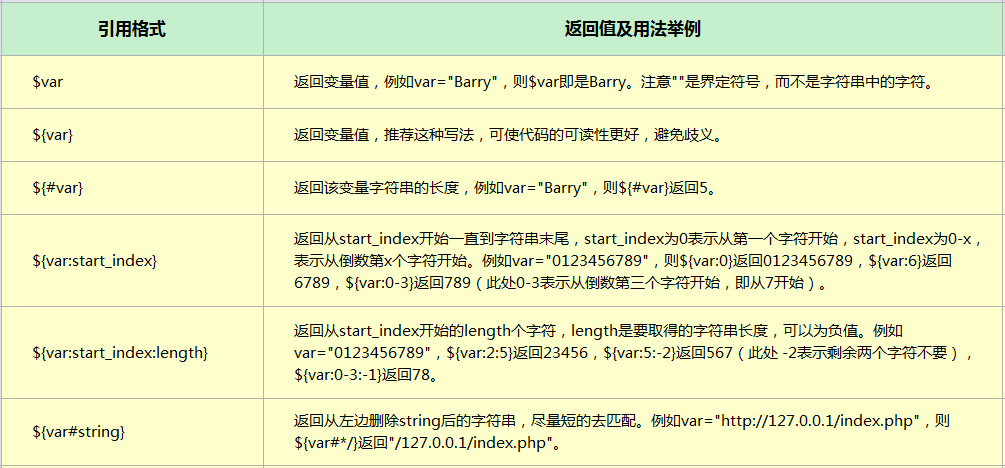 引用格式
返回值及用法举例
$var
返回变量值，例如var="Barry"，则$var即是Barry。注意""是界定符号，而不是字符串中的字符。
${var}
返回变量值，推荐这种写法，可使代码的可读性更好，避免歧义。
${#var}
返回该变量字符串的长度，例如var="Barry"，则${#var}返回5。
${var:start_index}
返回从start_index开始一直到字符串末尾，start_index为0表示从第一个字符开始，start_index为0-x，
表示从倒数第x个字符开始。例如var="0123456789"，则${var:0}返回0123456789，${var:6}返回
6789，${var:0-3}返回789（此处0-3表示从倒数第三个字符开始，即从7开始）。
${var:start_index:length}
返回从start_index开始的length个字符，length是要取得的字符串长度，可以为负值。例如
var="0123456789"，${var:2:5}返回23456，${var:5:-2}返回567（此处 -2表示剩余两个字符不要），
${var:0-3:-1}返回78。
${var#string}
返回从左边删除string后的字符串，尽量短的去匹配。例如var="http://127.0.0.1/index.php"，则
${var#*/}返回"/127.0.0.1/index.php"。